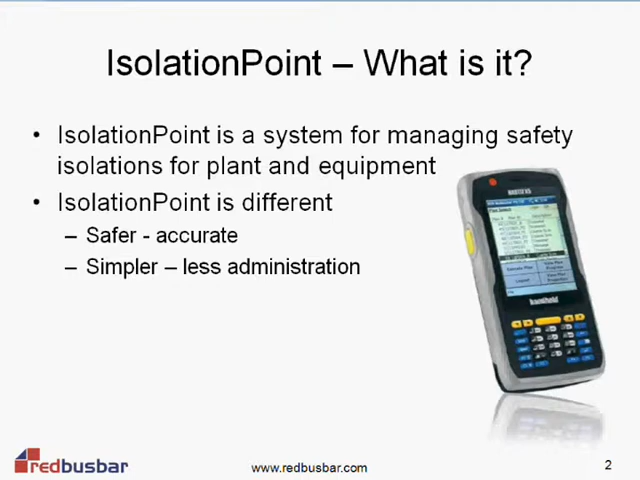 IsolationPoint – What is it?
• IsolationPoint is a system for managing safety
isolations for plant and equipment
• IsolationPoint is different
– Safer - accurate
– Simpler – less administration
handheld
redbusbar
www.redbusbar.com
2